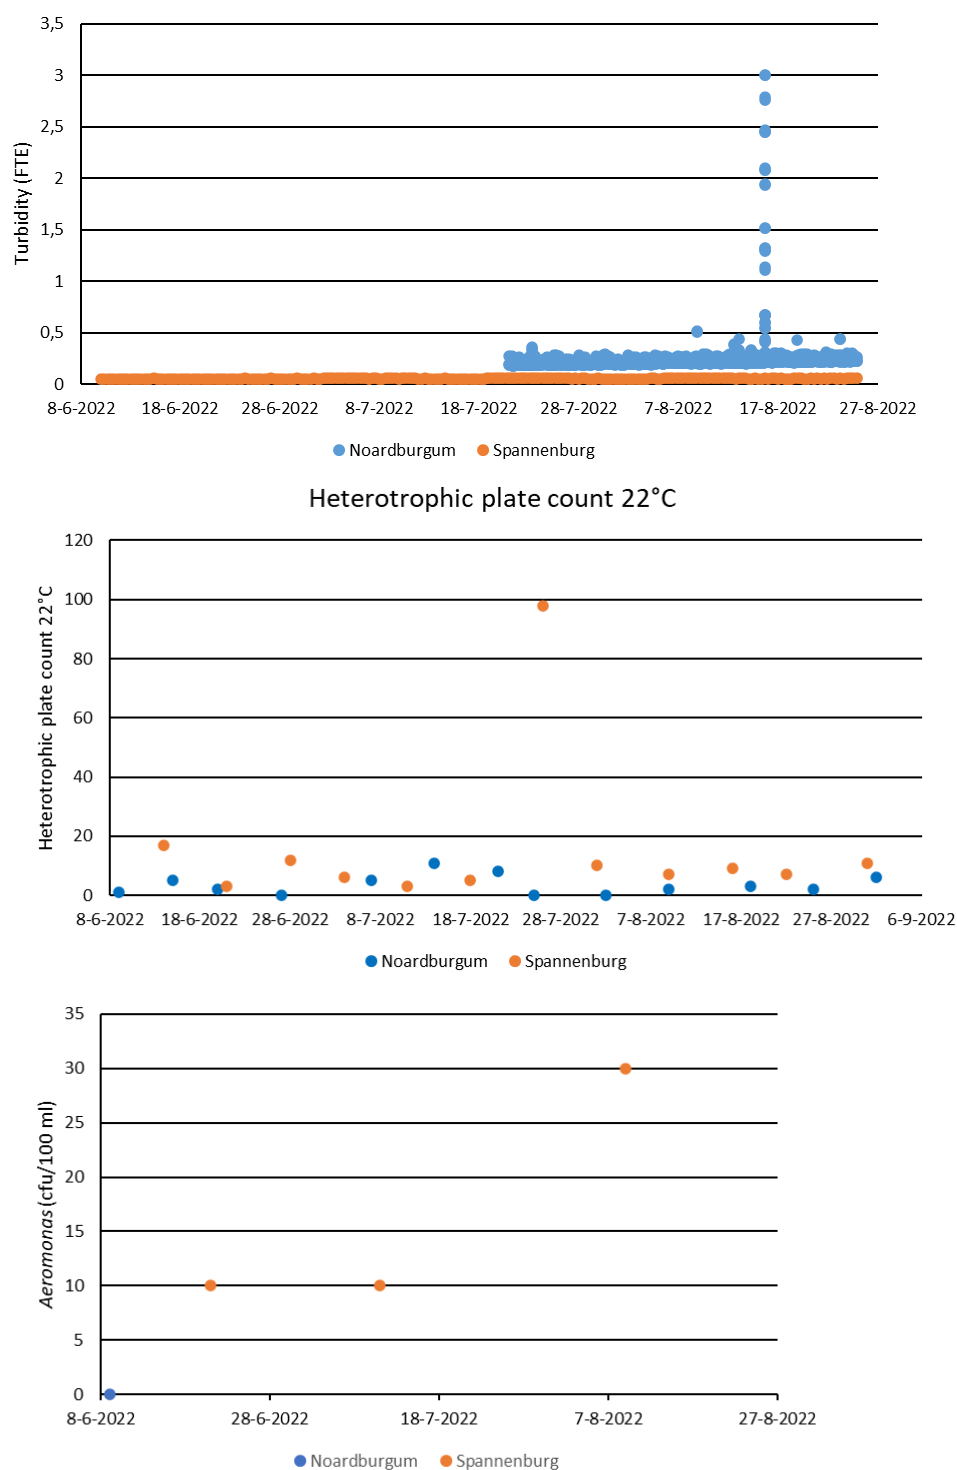 3,5
3
2,5
2
1,5
1
0,5
0
Turbidity (FTE)
8-6-2022 18-6-2022 28-6-2022 8-7-2022 18-7-2022 28-7-2022 7-8-2022 17-8-2022 27-8-2022
Noardburgum Spannenburg
Heterotrophic plate count 22°C
120
100
80
60
40
20
0
Heterotrophic plate count 22°C
8-6-2022 18-6-2022 28-6-2022 8-7-2022 18-7-2022 28-7-2022 7-8-2022 17-8-2022 27-8-2022 6-9-2022
Noardburgum Spannenburg
35
30
25
20
15
10
5
0
Aeromonas (cfu/100 ml)
8-6-2022 28-6-2022 18-7-2022 7-8-2022 27-8-2022
Noardburgum Spannenburg